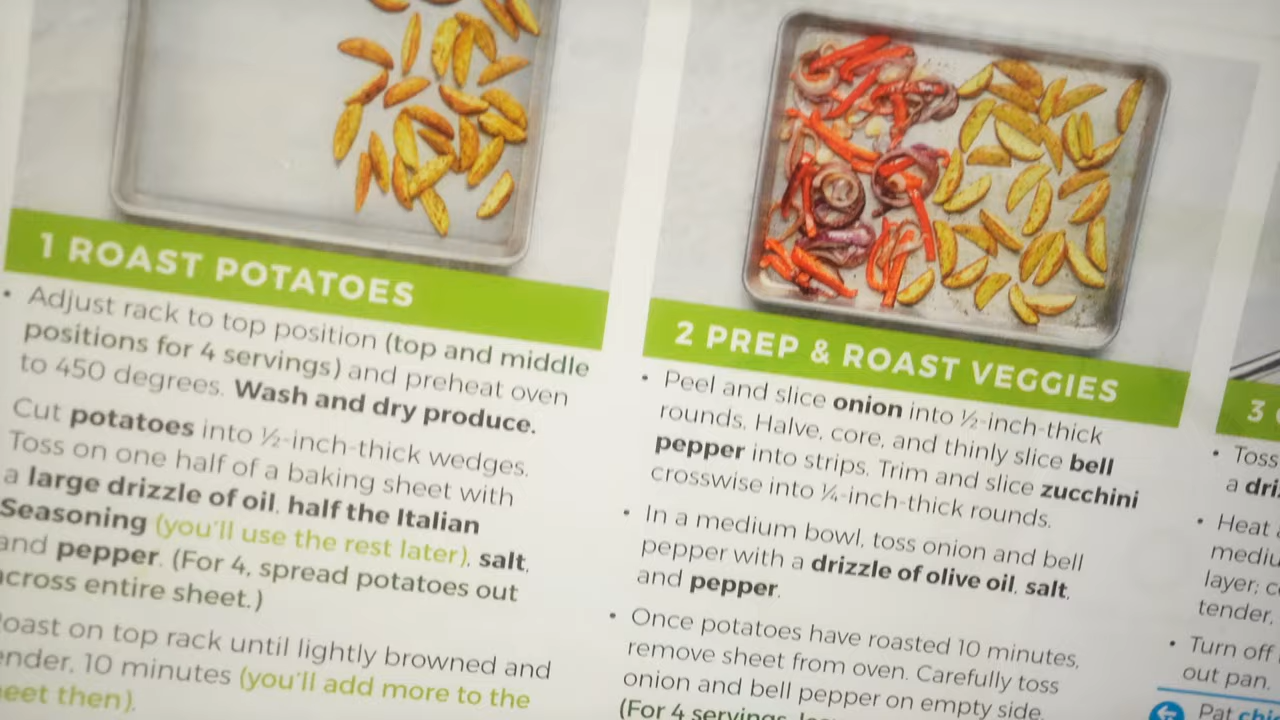 1 ROAST POTATOES
• Adjust rack to top position (top and middle
positions for 4 servings) and preheat oven
to 450 degrees. Wash and dry produce.
Cut potatoes into ½-inch-thick wedges.
Toss on one half of a baking sheet with
a large drizzle of oil, half the Italian
Seasoning (you'll use the rest later), salt,
and pepper. (For 4, spread potatoes out
across entire sheet.)
Roast on top rack until lightly browned and
tender, 10 minutes (you'll add more to the
sheet then).
2 PREP & ROAST VEGGIES
• Peel and slice onion into ½-inch-thick
rounds. Halve, core, and thinly slice bell
pepper into strips. Trim and slice zucchini
crosswise into ¼-inch-thick rounds.
• In a medium bowl, toss onion and bell
pepper with a drizzle of olive oil, salt,
and pepper.
• Once potatoes have roasted 10 minutes,
remove sheet from oven. Carefully toss
onion and bell pepper on empty side.
(For 4 servings,
3
• Toss
a
• Heat
layer;
tender,
• Turn off
out pan.
Pat